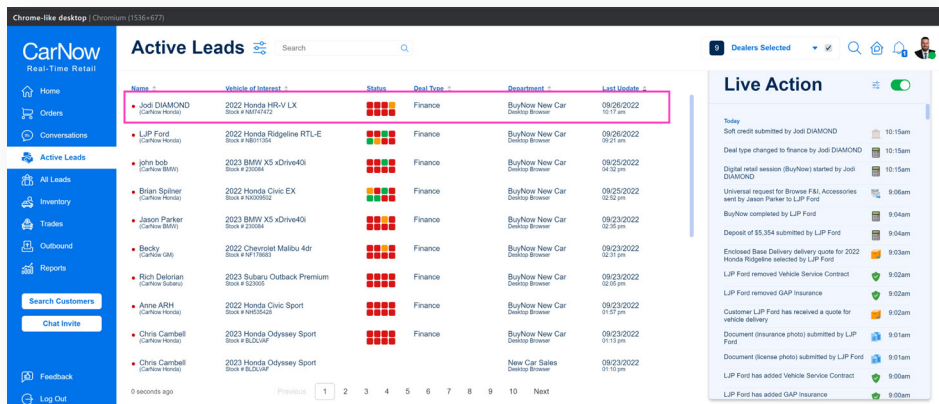 Chrome-like desktop | Chromium (1536×677)
CarNow
Real-Time Retail
Home
Orders
Conversations
Active Leads
All Leads
Inventory
Trades
Outbound
Reports
Search Customers
Chat Invite
Feedback
Log Out
Active Leads
Search
9 Dealers Selected
1
Name Vehicle of Interest Status Deal Type Department Last Update
Jodi DIAMOND 2022 Honda HR-V LX Finance BuyNow New Car 09/26/2022
(CarNow Honda) Stock # NM747472 Desktop Browser 10:17 am
LJP Ford 2022 Honda Ridgeline RTL-E Finance BuyNow New Car 09/26/2022
(CarNow Honda) Stock # NB011354 Desktop Browser 09:21 am
john bob 2023 BMW X5 xDrive40i Finance BuyNow New Car 09/25/2022
(CarNow BMW) Stock # 230084 Desktop Browser 04:32 pm
Brian Spilner 2022 Honda Civic EX Finance BuyNow New Car 09/25/2022
(CarNow Honda) Stock # NX009502 Desktop Browser 02:52 pm
Jason Parker 2023 BMW X5 xDrive40i Finance BuyNow New Car 09/23/2022
(CarNow BMW) Stock # 230084 Desktop Browser 02:35 pm
Becky 2022 Chevrolet Malibu 4dr Finance BuyNow New Car 09/23/2022
(CarNow GM) Stock # NF178683 Desktop Browser 02:31 pm
Rich Delorian 2023 Subaru Outback Premium Finance BuyNow New Car 09/23/2022
(CarNow Subaru) Stock # S23005 Desktop Browser 02:05 pm
Anne ARH 2022 Honda Civic Sport Finance BuyNow New Car 09/23/2022
(CarNow Honda) Stock # NH535428 Desktop Browser 01:57 pm
Chris Cambell 2023 Honda Odyssey Sport Finance BuyNow New Car 09/23/2022
(CarNow Honda) Stock # BLDLVAF Desktop Browser 01:13 pm
Chris Cambell 2023 Honda Odyssey Sport New Car Sales 09/23/2022
(CarNow Honda) Stock # BLDLVAF Desktop Browser 01:10 pm
0 seconds ago Previous 1 2 3 4 5 6 7 8 9 10 Next
Live Action
Today
Soft credit submitted by Jodi DIAMOND 10:15am
Deal type changed to finance by Jodi DIAMOND 10:15am
Digital retail session (BuyNow) started by Jodi 10:15am
DIAMOND
Universal request for Browse F&I, Accessories 9:06am
sent by Jason Parker to LJP Ford
BuyNow completed by LJP Ford 9:04am
Deposit of $5,354 submitted by LJP Ford 9:04am
Enclosed Base Delivery delivery quote for 2022 9:03am
Honda Ridgeline selected by LJP Ford
LJP Ford removed Vehicle Service Contract 9:02am
LJP Ford removed GAP Insurance 9:02am
Customer LJP Ford has received a quote for 9:02am
vehicle delivery
Document (insurance photo) submitted by LJP 9:01am
Ford
Document (license photo) submitted by LJP Ford 9:01am
LJP Ford has added Vehicle Service Contract 9:00am
LJP Ford has added GAP Insurance 9:00am